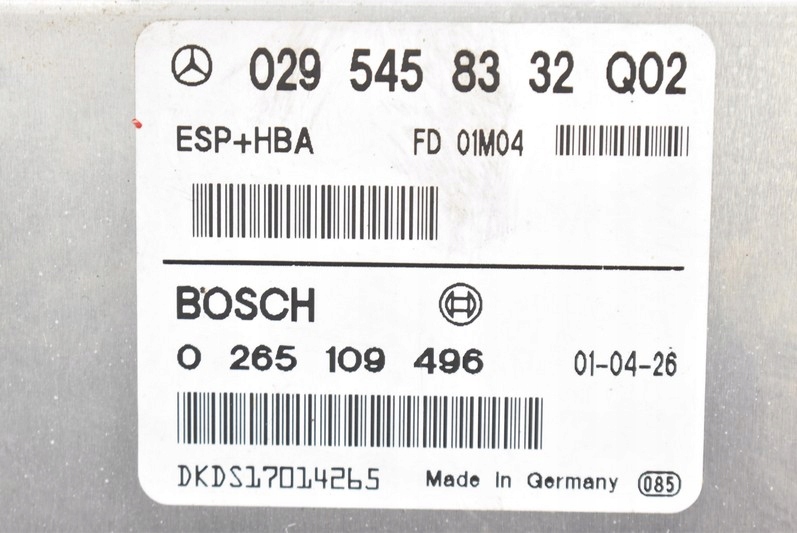 029 545 83 32 Q02
ESP+HBA FD 01M04
BOSCH
0 265 109 496 01-04-26
DKDS17014265 Made in Germany 085